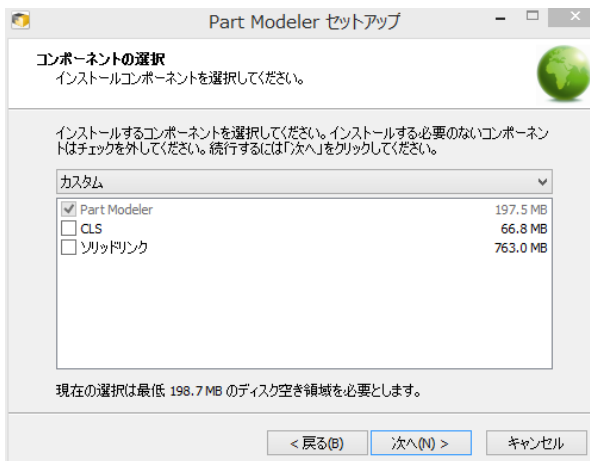 Part Modeler セットアップ
コンポーネントの選択
インストールコンポーネントを選択してください。
インストールするコンポーネントを選択してください。インストールする必要のないコンポーネン
トはチェックを外してください。続行するには「次へ」をクリックしてください。
カスタム
Part Modeler 197.5 MB
CLS 66.8 MB
ソリッドリンク 763.0 MB
現在の選択は最低 198.7 MB のディスク空き領域を必要とします。
< 戻る(B) 次へ(N) > キャンセル